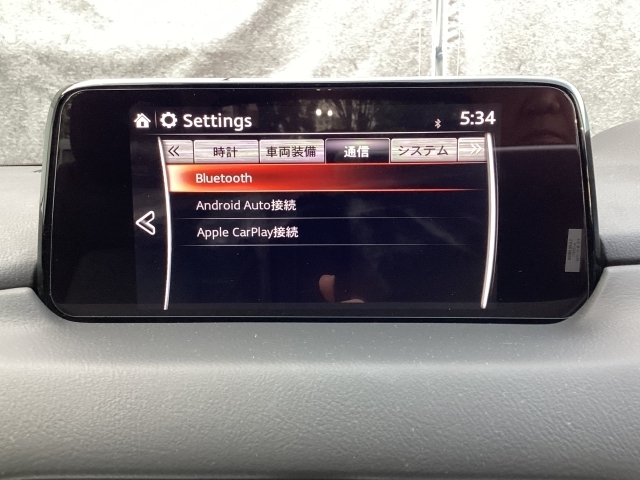 Settings 5:34
« 時計 車両装備 通信 システム »
Bluetooth
Android Auto接続
Apple CarPlay接続